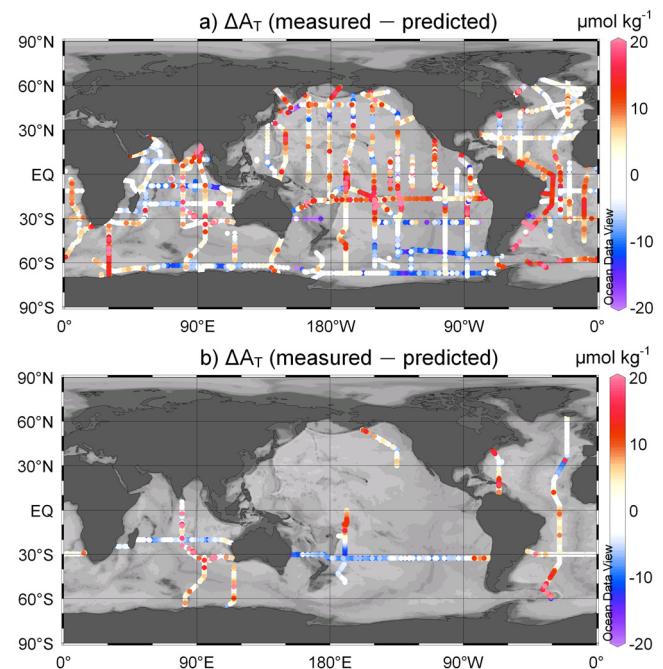 a) ΔA_T (measured − predicted)
µmol kg⁻¹
90°N
60°N
30°N
EQ
30°S
60°S
90°S
0°
90°E
180°W
90°W
0°
20
10
0
-10
-20
Ocean Data View
b) ΔA_T (measured − predicted)
µmol kg⁻¹
90°N
60°N
30°N
EQ
30°S
60°S
90°S
0°
90°E
180°W
90°W
0°
20
10
0
-10
-20
Ocean Data View